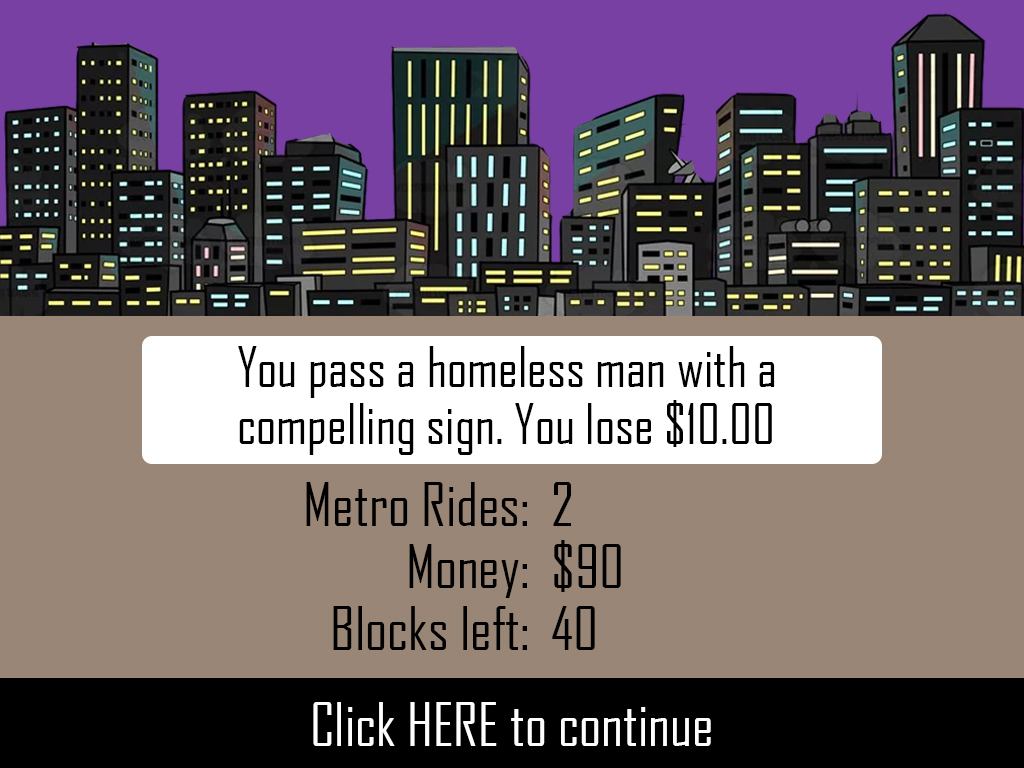 You pass a homeless man with a
compelling sign. You lose $10.00
Metro Rides: 2
Money: $90
Blocks left: 40
Click HERE to continue